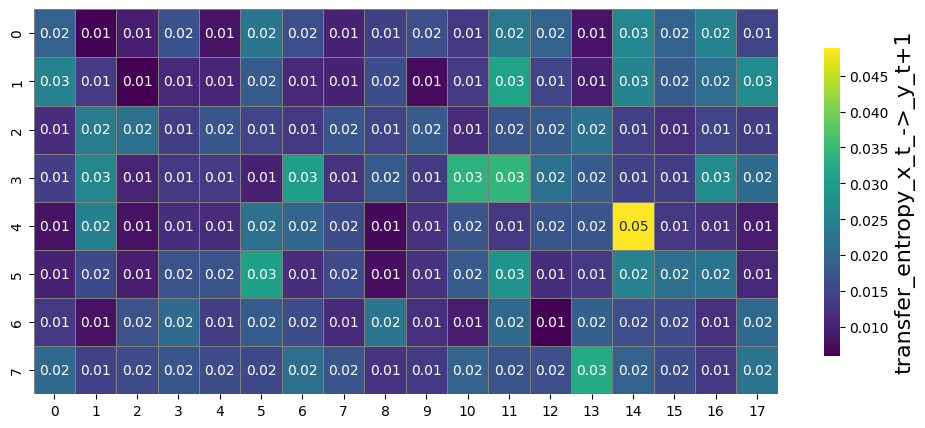 0 0.02 0.01 0.01 0.02 0.01 0.02 0.02 0.01 0.01 0.02 0.01 0.02 0.02 0.01 0.03 0.02 0.02 0.01
1 0.03 0.01 0.01 0.01 0.01 0.02 0.01 0.01 0.02 0.01 0.01 0.03 0.01 0.01 0.03 0.02 0.02 0.03
2 0.01 0.02 0.02 0.01 0.02 0.01 0.01 0.02 0.01 0.02 0.01 0.02 0.02 0.02 0.01 0.01 0.01 0.01
3 0.01 0.03 0.01 0.01 0.01 0.01 0.03 0.01 0.02 0.01 0.03 0.03 0.02 0.02 0.01 0.01 0.03 0.02
4 0.01 0.02 0.01 0.01 0.01 0.02 0.02 0.02 0.01 0.01 0.02 0.01 0.02 0.02 0.05 0.01 0.01 0.01
5 0.01 0.02 0.01 0.02 0.02 0.03 0.01 0.02 0.01 0.01 0.02 0.03 0.01 0.01 0.02 0.02 0.02 0.01
6 0.01 0.01 0.02 0.02 0.01 0.02 0.02 0.01 0.02 0.01 0.01 0.02 0.01 0.02 0.02 0.02 0.01 0.02
7 0.02 0.01 0.02 0.02 0.02 0.02 0.02 0.02 0.01 0.01 0.02 0.02 0.02 0.03 0.02 0.02 0.01 0.02
0 1 2 3 4 5 6 7 8 9 10 11 12 13 14 15 16 17
0.045
0.040
0.035
0.030
0.025
0.020
0.015
0.010
transfer_entropy_x_t_->_y_t+1